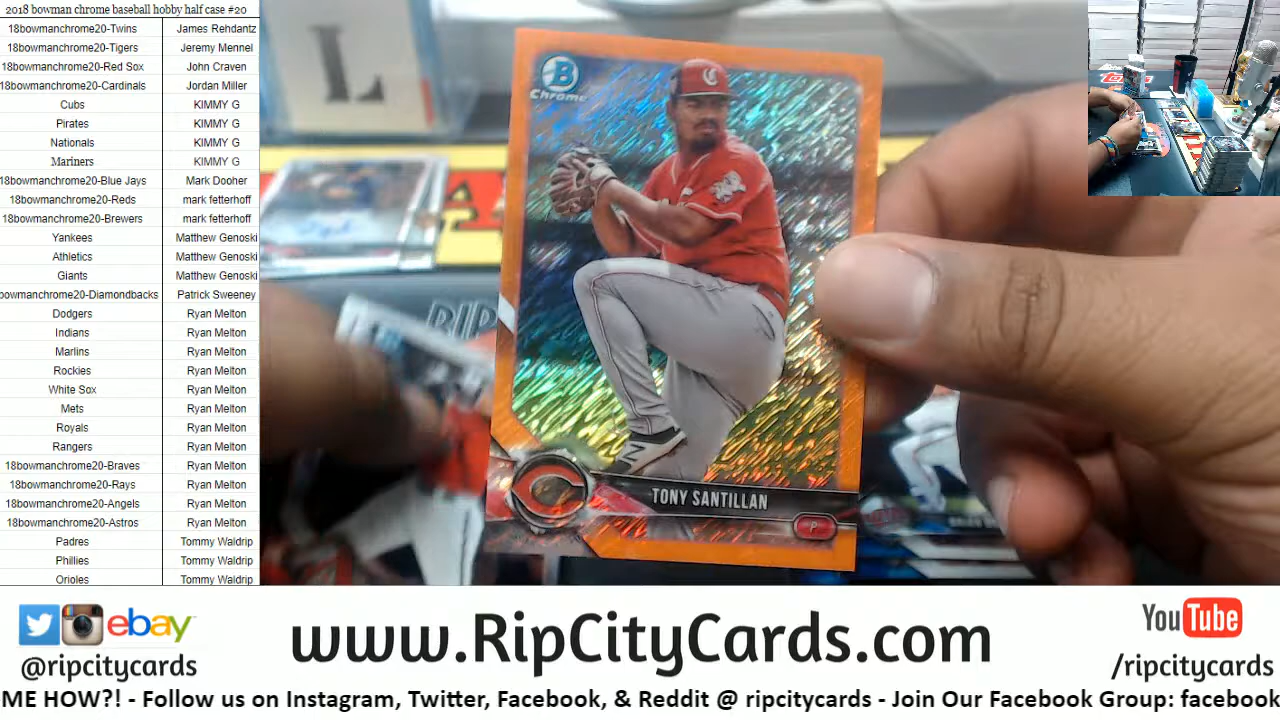 2018 bowman chrome baseball hobby half case #20
18bowmanchrome20-Twins James Rehdantz
18bowmanchrome20-Tigers Jeremy Mennel
18bowmanchrome20-Red Sox John Craven
18bowmanchrome20-Cardinals Jordan Miller
Cubs KIMMY G
Pirates KIMMY G
Nationals KIMMY G
Mariners KIMMY G
18bowmanchrome20-Blue Jays Mark Dooher
18bowmanchrome20-Reds mark fetterhoff
18bowmanchrome20-Brewers mark fetterhoff
Yankees Matthew Genoski
Athletics Matthew Genoski
Giants Matthew Genoski
bowmanchrome20-Diamondbacks Patrick Sweeney
Dodgers Ryan Melton
Indians Ryan Melton
Marlins Ryan Melton
Rockies Ryan Melton
White Sox Ryan Melton
Mets Ryan Melton
Royals Ryan Melton
Rangers Ryan Melton
18bowmanchrome20-Braves Ryan Melton
18bowmanchrome20-Rays Ryan Melton
18bowmanchrome20-Angels Ryan Melton
18bowmanchrome20-Astros Ryan Melton
Padres Tommy Waldrip
Phillies Tommy Waldrip
Orioles Tommy Waldrip
L
B
Chrome
RIP
C
TONY SANTILLAN
P
ebay
@ripcitycards
www.RipCityCards.com
YouTube
/ripcitycards
ME HOW?! - Follow us on Instagram, Twitter, Facebook, & Reddit @ ripcitycards - Join Our Facebook Group: facebook